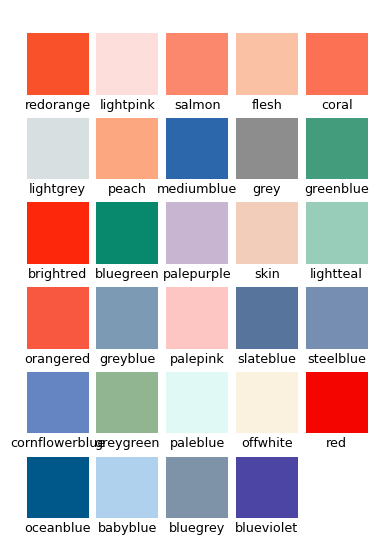 redorange lightpink salmon flesh coral
lightgrey peach mediumblue grey greenblue
brightred bluegreen palepurple skin lightteal
orangered greyblue palepink slateblue steelblue
cornflowerblue greygreen paleblue offwhite red
oceanblue babyblue bluegrey blueviolet